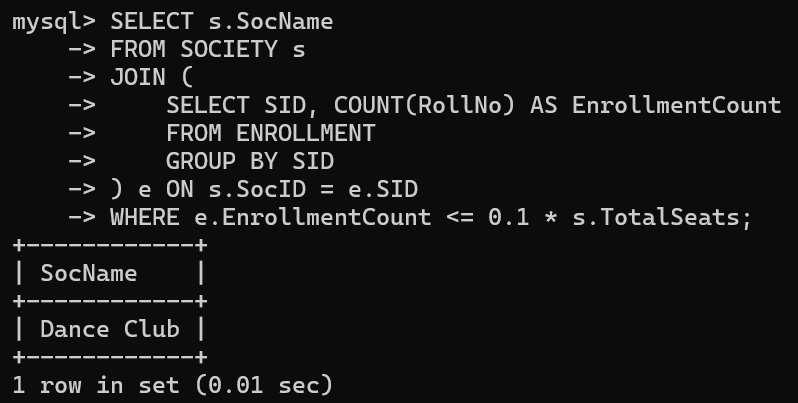 mysql> SELECT s.SocName
    -> FROM SOCIETY s
    -> JOIN (
    ->     SELECT SID, COUNT(RollNo) AS EnrollmentCount
    ->     FROM ENROLLMENT
    ->     GROUP BY SID
    -> ) e ON s.SocID = e.SID
    -> WHERE e.EnrollmentCount <= 0.1 * s.TotalSeats;
+------------+
| SocName    |
+------------+
| Dance Club |
+------------+
1 row in set (0.01 sec)